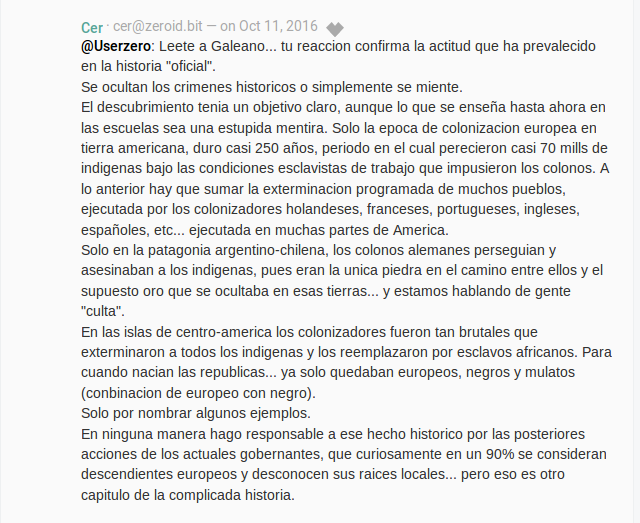 Cer · cer@zeroid.bit — on Oct 11, 2016
@Userzero: Leete a Galeano... tu reaccion confirma la actitud que ha prevalecido
en la historia "oficial".
Se ocultan los crimenes historicos o simplemente se miente.
El descubrimiento tenia un objetivo claro, aunque lo que se enseña hasta ahora en
las escuelas sea una estupida mentira. Solo la epoca de colonizacion europea en
tierra americana, duro casi 250 años, periodo en el cual perecieron casi 70 mills de
indigenas bajo las condiciones esclavistas de trabajo que impusieron los colonos. A
lo anterior hay que sumar la exterminacion programada de muchos pueblos,
ejecutada por los colonizadores holandeses, franceses, portugueses, ingleses,
españoles, etc... ejecutada en muchas partes de America.
Solo en la patagonia argentino-chilena, los colonos alemanes perseguian y
asesinaban a los indigenas, pues eran la unica piedra en el camino entre ellos y el
supuesto oro que se ocultaba en esas tierras... y estamos hablando de gente
"culta".
En las islas de centro-america los colonizadores fueron tan brutales que
exterminaron a todos los indigenas y los reemplazaron por esclavos africanos. Para
cuando nacian las republicas... ya solo quedaban europeos, negros y mulatos
(conbinacion de europeo con negro).
Solo por nombrar algunos ejemplos.
En ninguna manera hago responsable a ese hecho historico por las posteriores
acciones de los actuales gobernantes, que curiosamente en un 90% se consideran
descendientes europeos y desconocen sus raices locales... pero eso es otro
capitulo de la complicada historia.